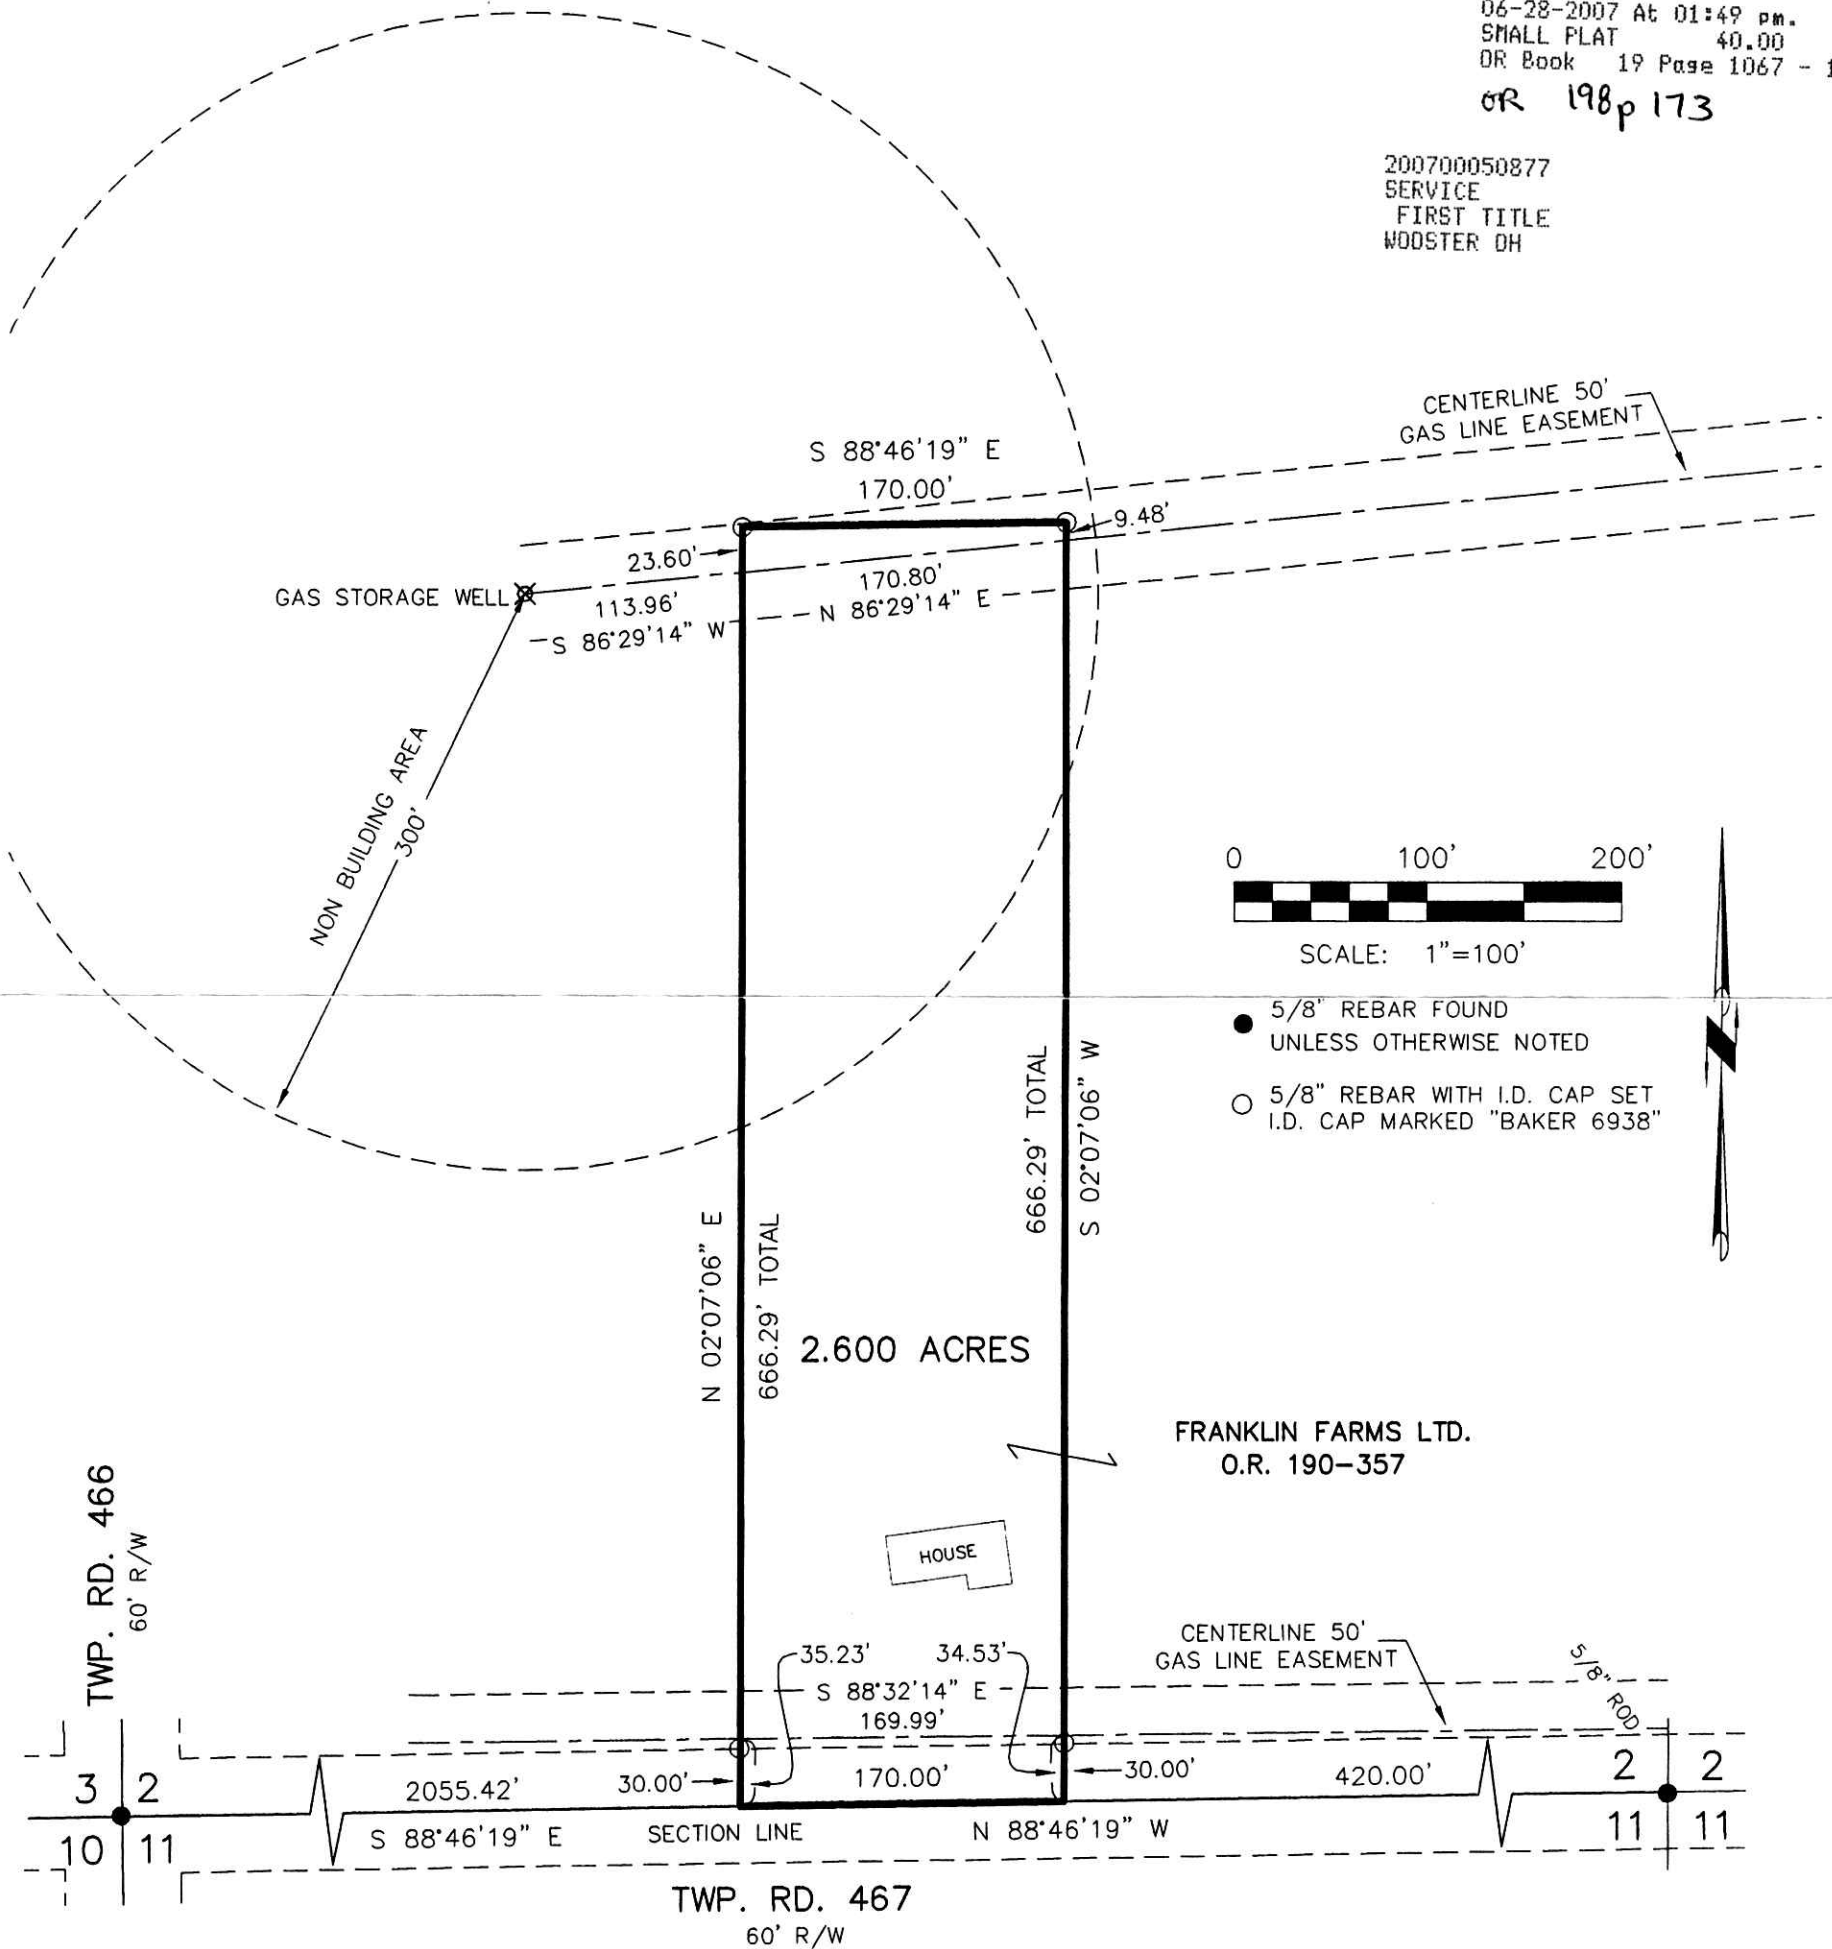 06-28-2007 At 01:49 pm.
SMALL PLAT 40.00
OR Book 19 Page 1067 -
OR 198p 173
200700050877
SERVICE
FIRST TITLE
WOOSTER OH
CENTERLINE 50'
GAS LINE EASEMENT
S 88°46'19" E
170.00'
9.48'
23.60'
170.80'
GAS STORAGE WELL
113.96'
N 86°29'14" E
S 86°29'14" W
NON BUILDING AREA
300'
0 100' 200'
SCALE: 1"=100'
5/8" REBAR FOUND
UNLESS OTHERWISE NOTED
5/8" REBAR WITH I.D. CAP SET
I.D. CAP MARKED "BAKER 6938"
666.29' TOTAL
S 02°07'06" W
N 02°07'06" E
666.29' TOTAL
2.600 ACRES
FRANKLIN FARMS LTD.
O.R. 190-357
TWP. RD. 466
60' R/W
HOUSE
CENTERLINE 50'
GAS LINE EASEMENT
5/8" ROD
35.23' 34.53'
S 88°32'14" E
169.99'
3 2
2055.42' 30.00' 170.00' 30.00' 420.00'
2 2
10 11
S 88°46'19" E SECTION LINE N 88°46'19" W
11 11
TWP. RD. 467
60' R/W